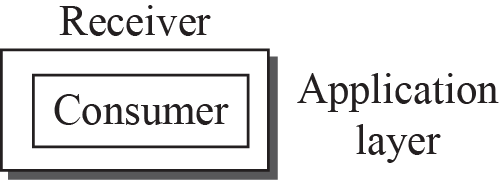 Receiver
Consumer
Application
layer